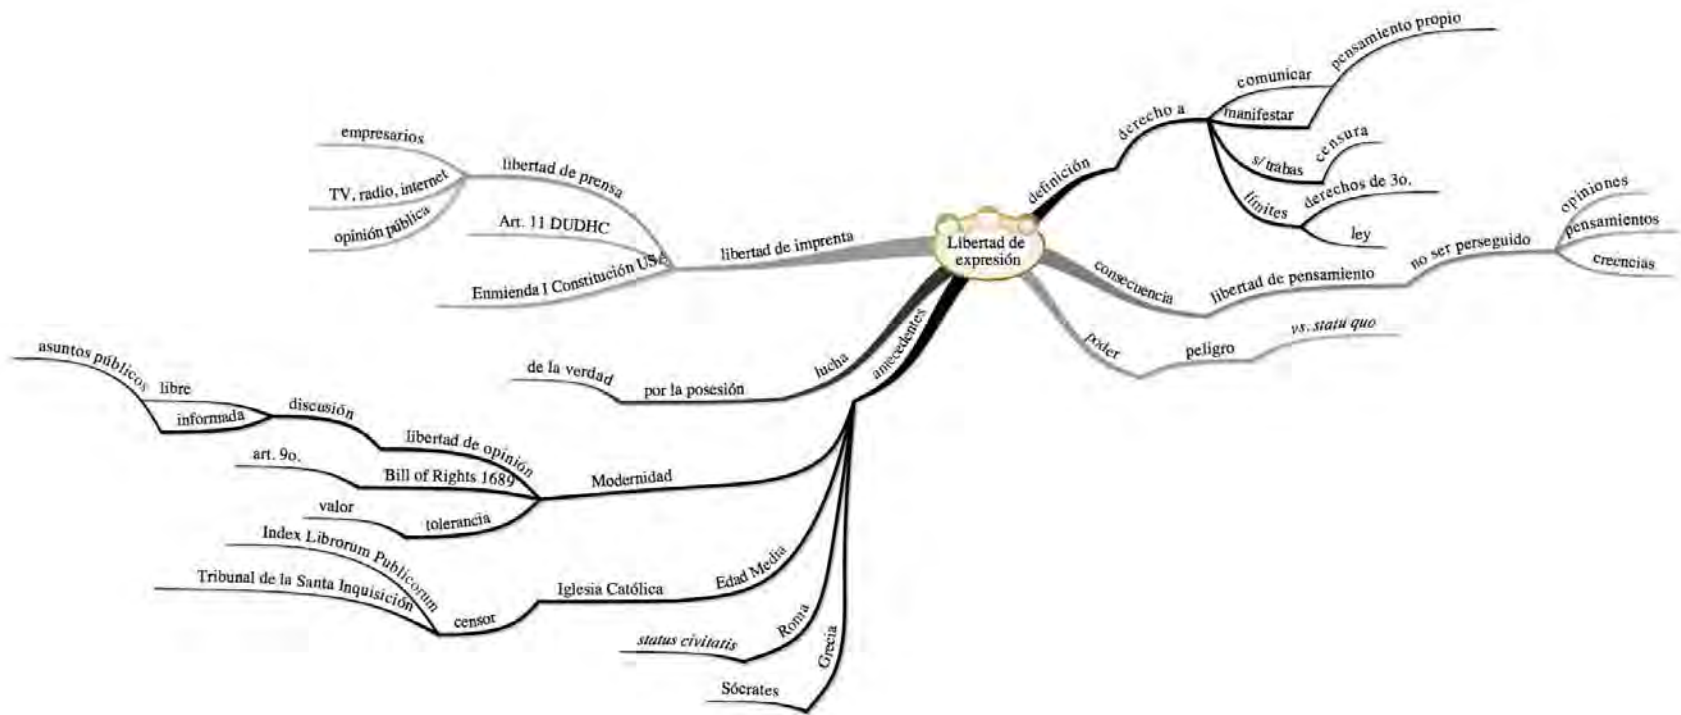 Libertad de
expresión
definición
derecho a
comunicar
manifestar
pensamiento propio
s/ trabas
censura
límites
derechos de 3o.
ley
consecuencia
libertad de pensamiento
no ser perseguido
opiniones
pensamientos
creencias
poder
peligro
vs. statu quo
libertad de imprenta
libertad de prensa
empresarios
TV, radio, internet
opinión pública
Art. 11 DUDHC
Enmienda I Constitución USA
lucha
por la posesión
de la verdad
antecedentes
Modernidad
libertad de opinión
discusión
libre
informada
asuntos públicos
Bill of Rights 1689
art. 9o.
tolerancia
valor
Edad Media
Iglesia Católica
censor
Index Librorum Publicorum
Tribunal de la Santa Inquisición
Roma
status civitatis
Grecia
Sócrates